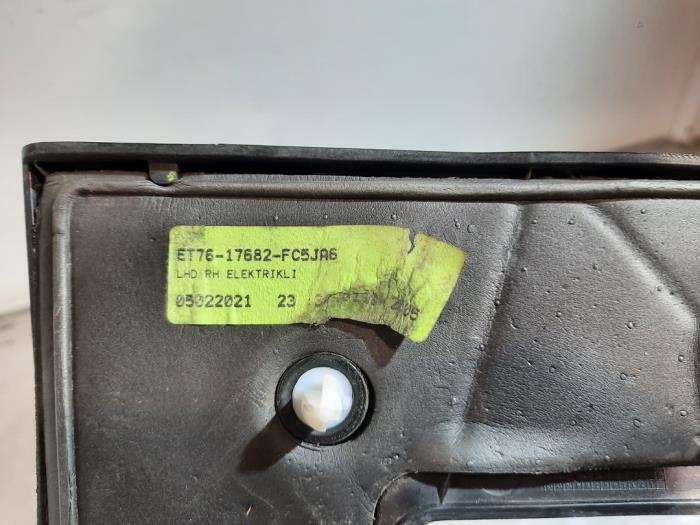 ET76-17682-FC5JA6
LHD RH ELEKTRIKLI
05022021 23